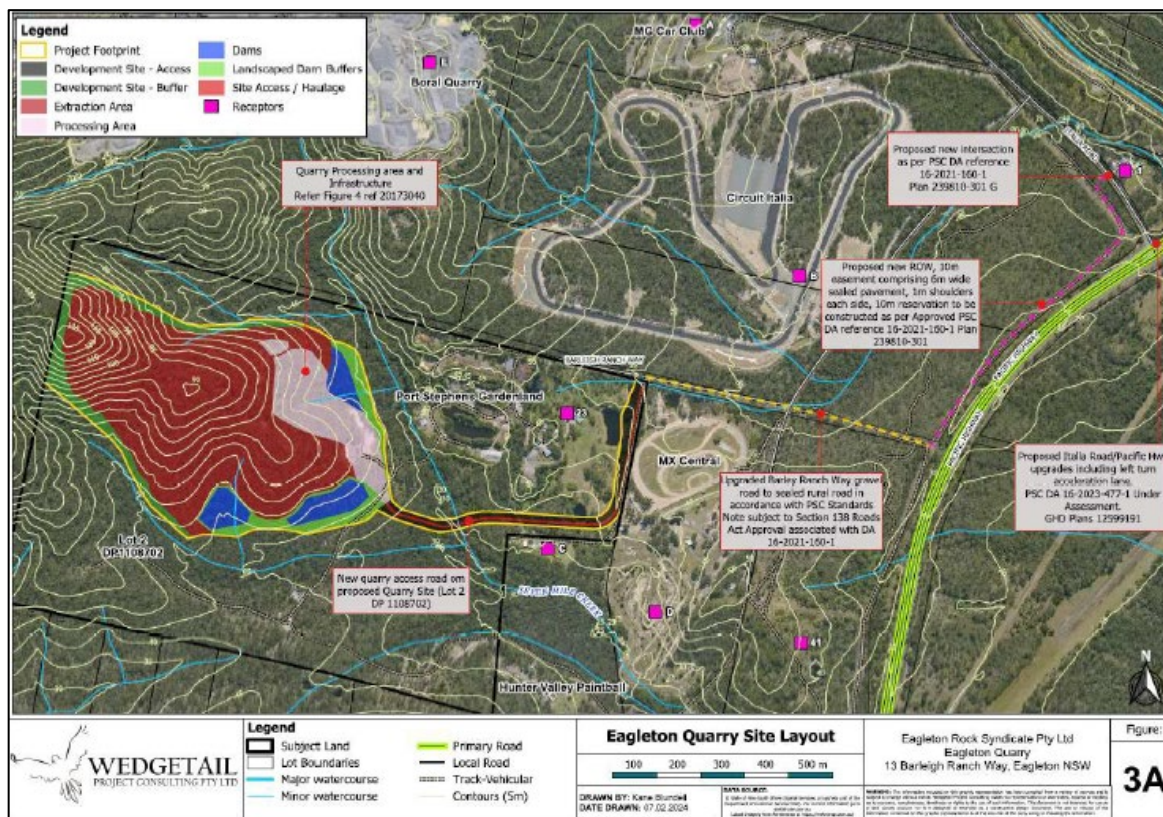 Legend
Project Footprint
Development Site - Access
Development Site - Buffer
Extraction Area
Processing Area
Dams
Landscaped Dam Buffers
Site Access / Haulage
Receptors
MG Car Club
A
E
Boral Quarry
Quarry Processing area and
Infrastructure
Refer Figure 4 ref 20173040
Proposed new intersection
as per PSC DA reference
16-2021-160-1
Plan 239810-301 G
1
Circuit Italia
B
Proposed new ROW, 10m
easement comprising 6m wide
sealed pavement, 1m shoulders
each side, 10m reservation to be
constructed as per Approved PSC
DA reference 16-2021-160-1 Plan
239810-301
PACIFIC HIGHWAY
PACIFIC HIGHWAY
BARLEIGH RANCH WAY
Port Stephens Gardenland
23
MX Central
Upgraded Barley Ranch Way gravel
road to sealed rural road in
accordance with PSC Standards
Note subject to Section 138 Roads
Act Approval associated with DA
16-2021-160-1
Proposed Italia Road/Pacific Hwy
upgrades including left turn
acceleration lane.
PSC DA 16-2023-477-1 Under
Assessment.
GHD Plans 12599191
Lot 2
DP1108702
New quarry access road om
proposed Quarry Site (Lot 2
DP 1108702)
C
SEVEN MILE CREEK
D
41
Hunter Valley Paintball
N
WEDGETAIL
PROJECT CONSULTING PTY LTD
Legend
Subject Land
Lot Boundaries
Major watercourse
Minor watercourse
Primary Road
Local Road
Track-Vehicular
Contours (5m)
Eagleton Quarry Site Layout
100 200 300 400 500 m
DRAWN BY: Kane Blundell
DATE DRAWN: 07.02.2024
DATA SOURCE:
Eagleton Rock Syndicate Pty Ltd
Eagleton Quarry
13 Barleigh Ranch Way, Eagleton NSW
Figure:
3A